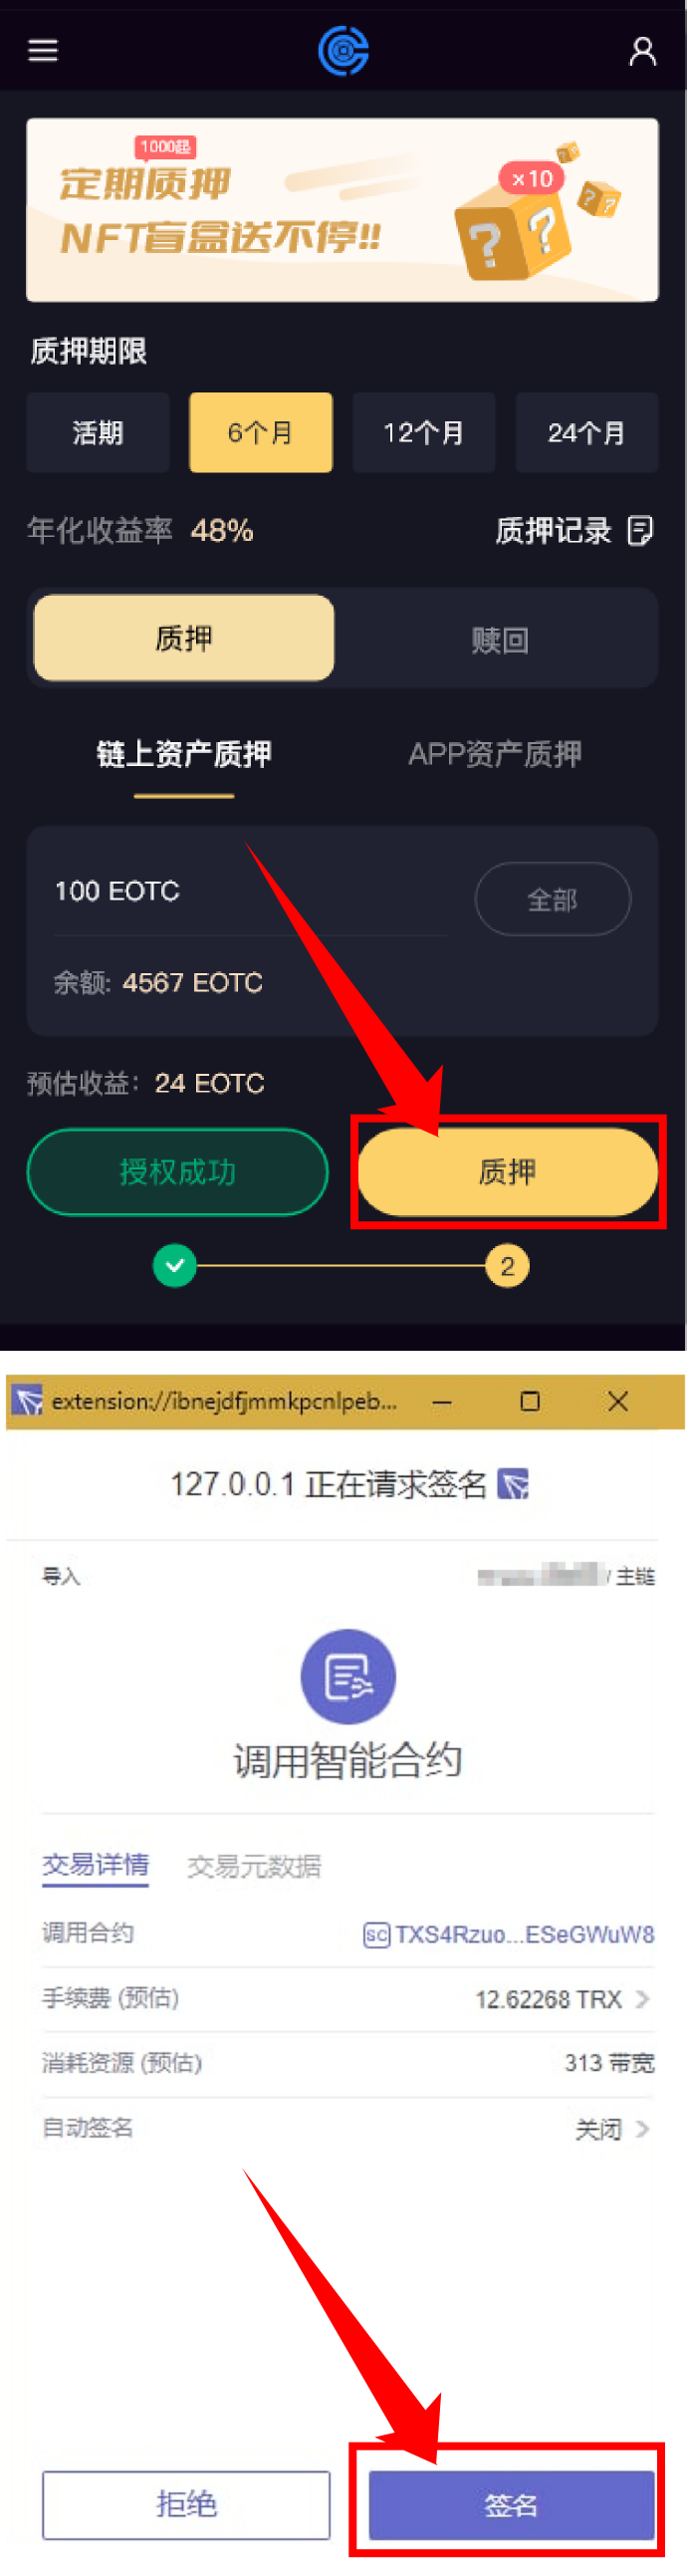 1000起
定期质押
NFT盲盒送不停!!
×10
? ?
? ?
质押期限
活期 6个月 12个月 24个月
年化收益率 48% 质押记录
质押 赎回
链上资产质押 APP资产质押
100 EOTC 全部
余额: 4567 EOTC
预估收益: 24 EOTC
授权成功 质押
2
extension://ibnejdfjmmkpcnlpeb...
127.0.0.1 正在请求签名
导入 / 主链
调用智能合约
交易详情 交易元数据
调用合约 SC TXS4Rzuo...ESeGWuW8
手续费 (预估) 12.62268 TRX
消耗资源 (预估) 313 带宽
自动签名 关闭
拒绝 签名